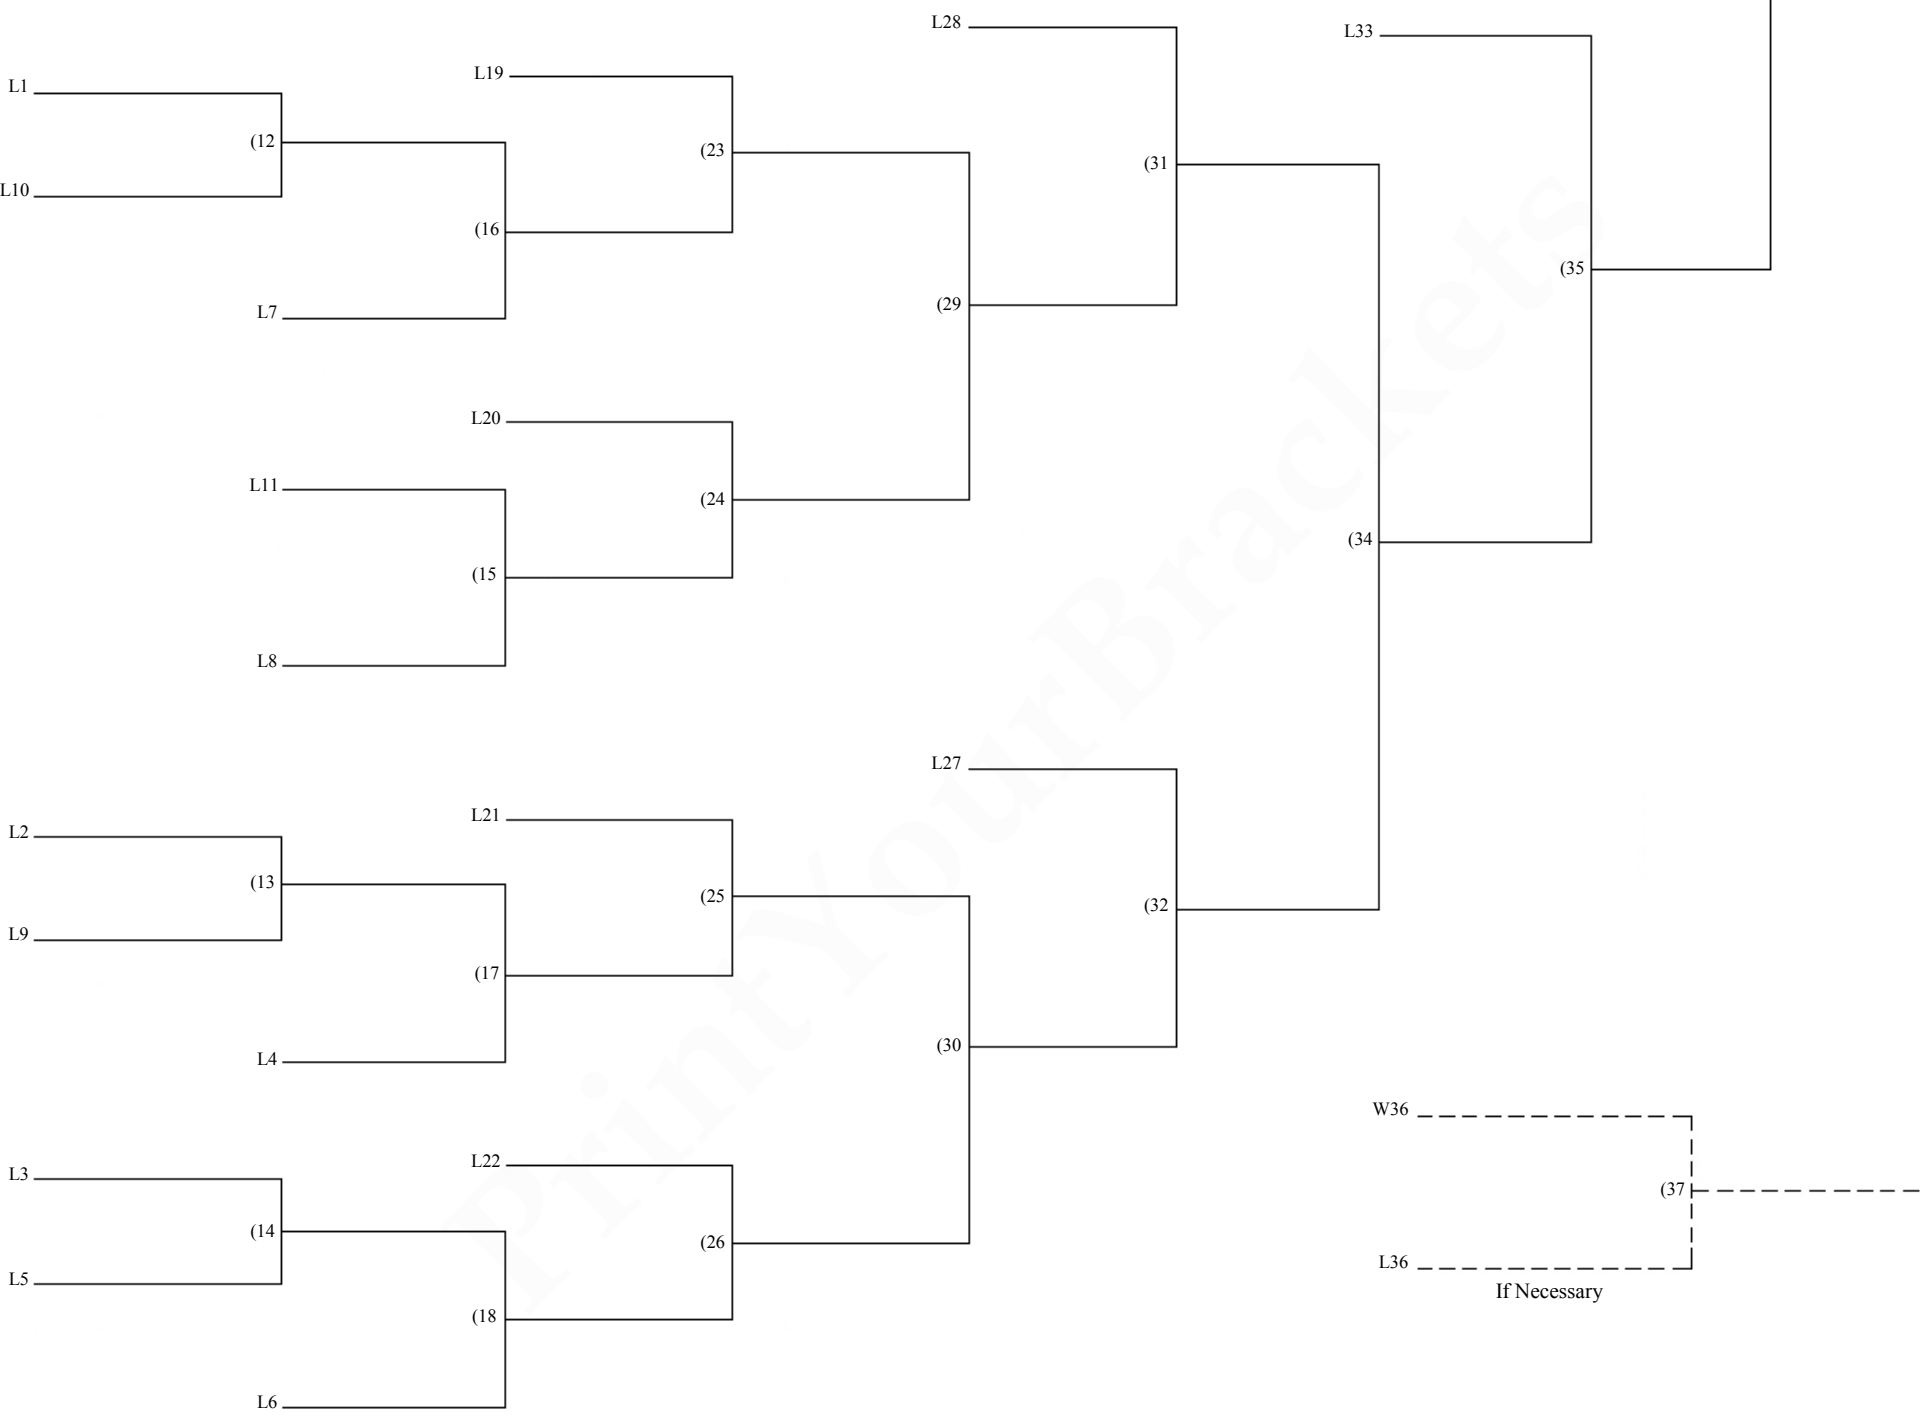 L28
L33
L19
L1
(12
(23
(31
L10
(16
(35
(29
L7
L20
L11
(24
(34
(15
L8
L27
L21
L2
(13
(25
(32
L9
(17
(30
L4
W36
L22
L3
(37
(14
(26
L36
L5
If Necessary
(18
L6
PrintYourBrackets